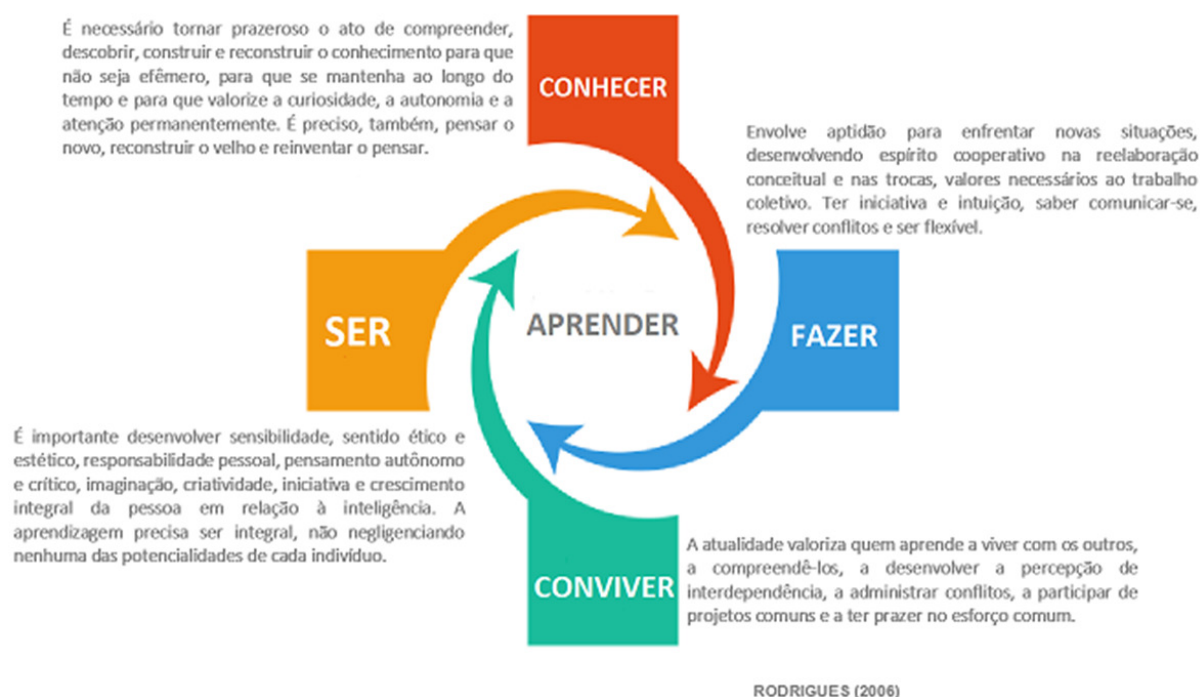 É necessário tornar prazeroso o ato de compreender,
descobrir, construir e reconstruir o conhecimento para que
não seja efêmero, para que se mantenha ao longo do
tempo e para que valorize a curiosidade, a autonomia e a
atenção permanentemente. É preciso, também, pensar o
novo, reconstruir o velho e reinventar o pensar.
CONHECER
Envolve aptidão para enfrentar novas situações,
desenvolvendo espírito cooperativo na reelaboração
conceitual e nas trocas, valores necessários ao trabalho
coletivo. Ter iniciativa e intuição, saber comunicar-se,
resolver conflitos e ser flexível.
SER
APRENDER
FAZER
É importante desenvolver sensibilidade, sentido ético e
estético, responsabilidade pessoal, pensamento autônomo
e crítico, imaginação, criatividade, iniciativa e crescimento
integral da pessoa em relação à inteligência. A
aprendizagem precisa ser integral, não negligenciando
nenhuma das potencialidades de cada indivíduo.
CONVIVER
A atualidade valoriza quem aprende a viver com os outros,
a compreendê-los, a desenvolver a percepção de
interdependência, a administrar conflitos, a participar de
projetos comuns e a ter prazer no esforço comum.
RODRIGUES (2006)